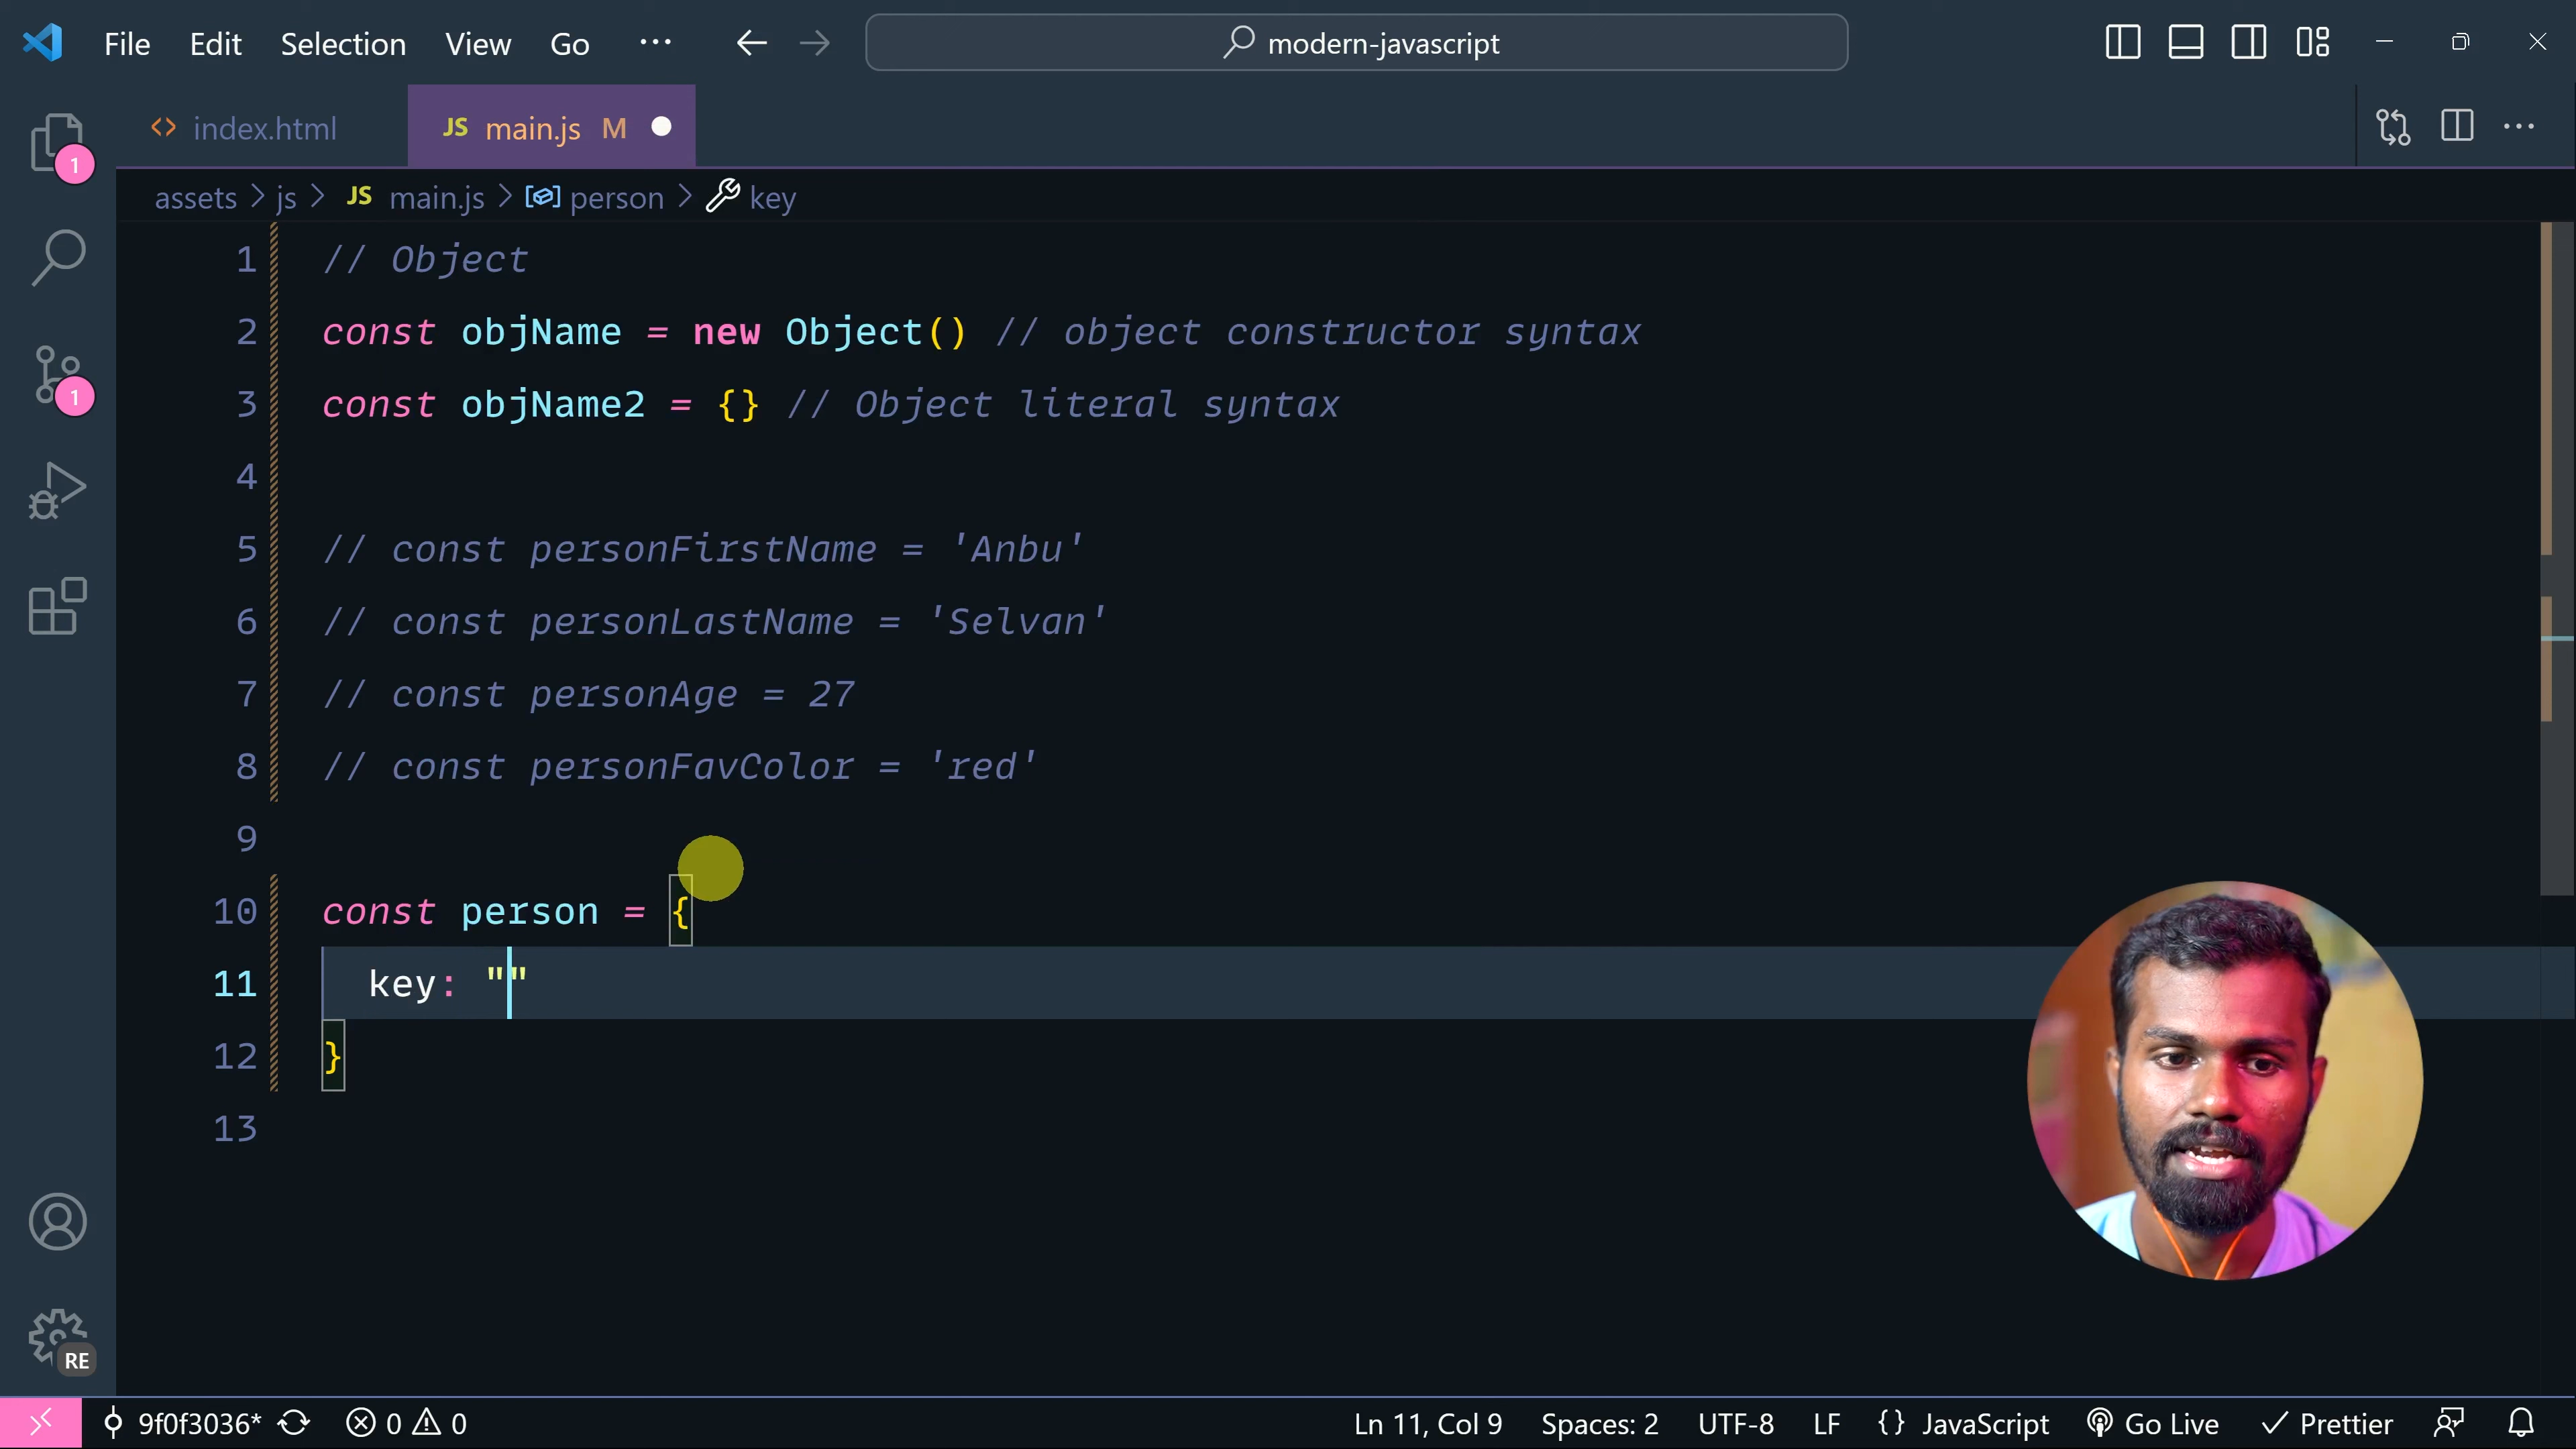 File Edit Selection View Go ··· modern-javascript
index.html JS main.js M
assets > js > JS main.js > person > key
1 // Object
2 const objName = new Object() // object constructor syntax
3 const objName2 = {} // Object literal syntax
4
5 // const personFirstName = 'Anbu'
6 // const personLastName = 'Selvan'
7 // const personAge = 27
8 // const personFavColor = 'red'
9
10 const person = {
11 key: ""
12 }
13
1
1
RE
9f0f3036* 0 0 Ln 11, Col 9 Spaces: 2 UTF-8 LF {} JavaScript Go Live Prettier